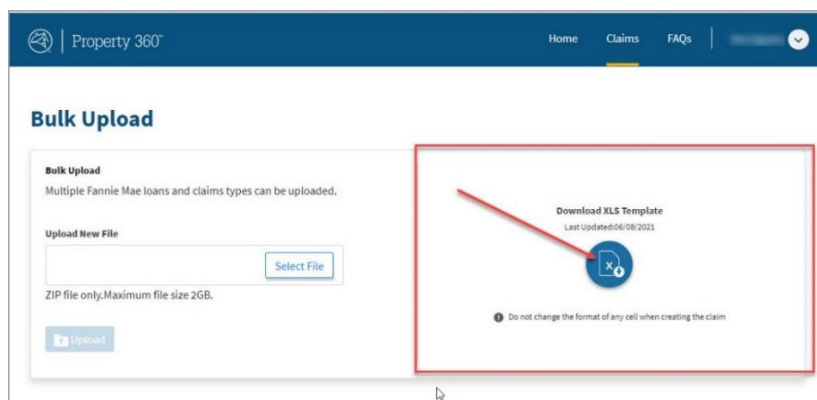 Property 360™
Home
Claims
FAQs
Bulk Upload
Bulk Upload
Multiple Fannie Mae loans and claims types can be uploaded.
Upload New File
Select File
ZIP file only.Maximum file size 2GB.
Upload
Download XLS Template
Last Updated:06/08/2021
X
Do not change the format of any cell when creating the claim